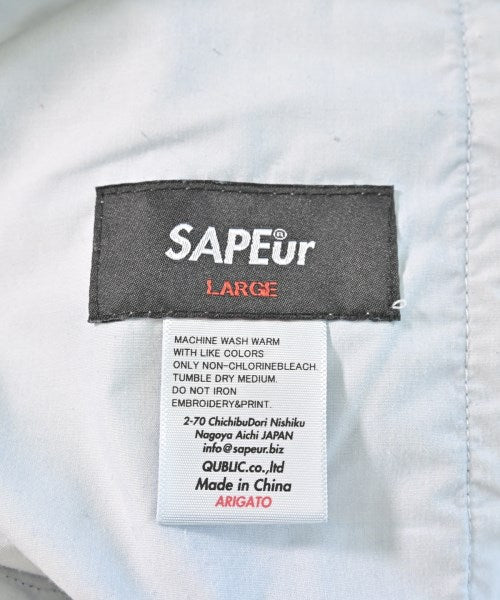 SAPEur®
LARGE
MACHINE WASH WARM
WITH LIKE COLORS
ONLY NON-CHLORINEBLEACH.
TUMBLE DRY MEDIUM.
DO NOT IRON
EMBROIDERY&PRINT.
2-70 ChichibuDori Nishiku
Nagoya Aichi JAPAN
info@sapeur.biz
QUBLIC.co.,ltd
Made in China
ARIGATO